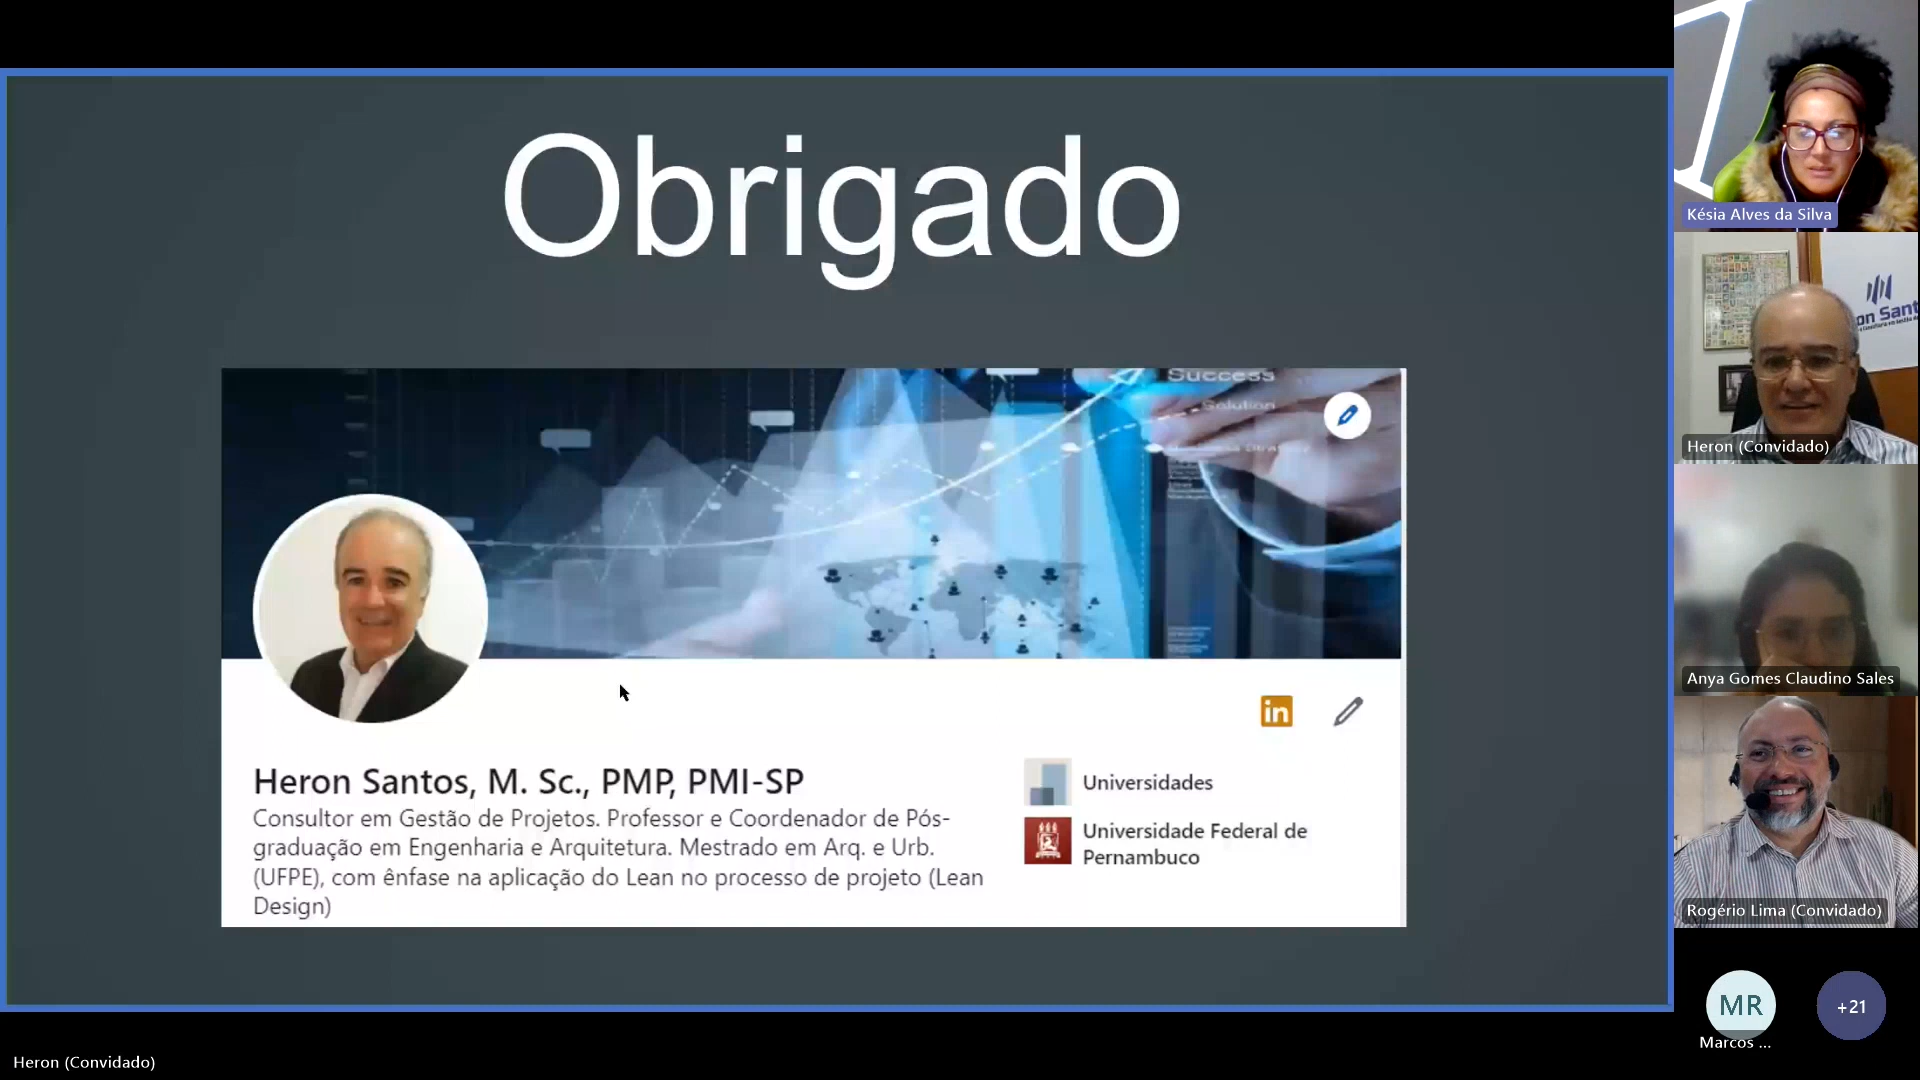 Obrigado
Success
Solution
in
Heron Santos, M. Sc., PMP, PMI-SP
Consultor em Gestão de Projetos. Professor e Coordenador de Pós-
graduação em Engenharia e Arquitetura. Mestrado em Arq. e Urb.
(UFPE), com ênfase na aplicação do Lean no processo de projeto (Lean
Design)
Universidades
Universidade Federal de
Pernambuco
Heron (Convidado)
Késia Alves da Silva
on Sant
Heron (Convidado)
Anya Gomes Claudino Sales
Rogério Lima (Convidado)
MR
Marcos ...
+21